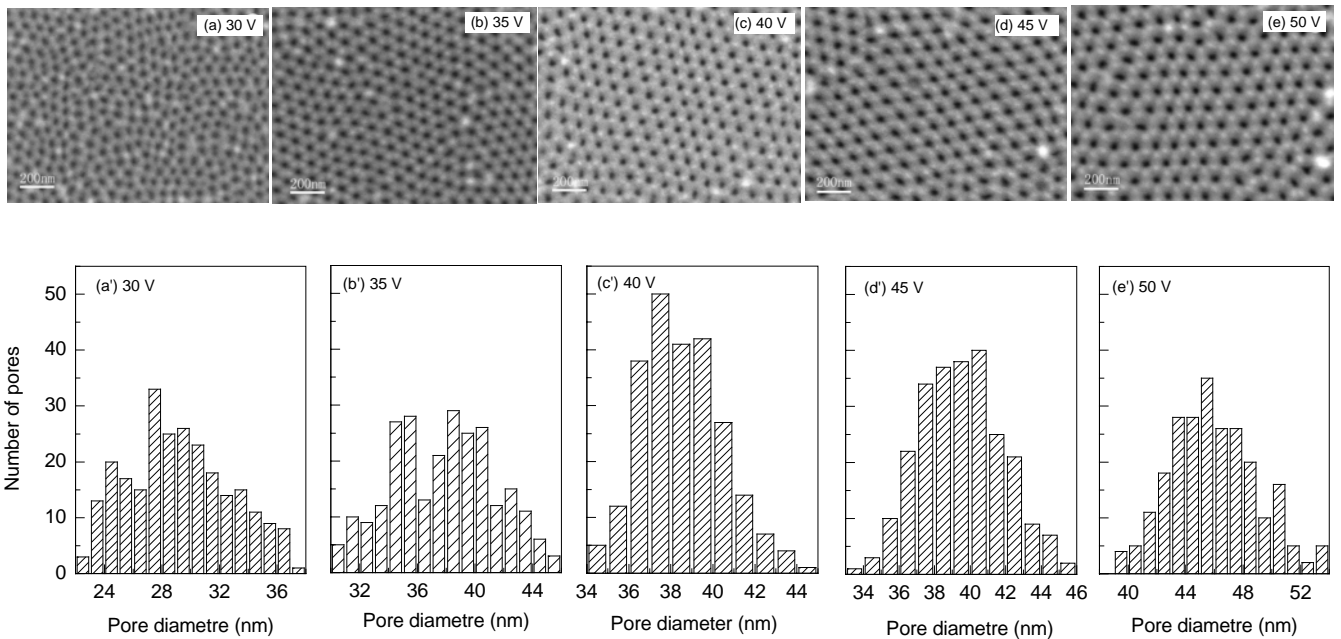 (a) 30 V
(b) 35 V
(c) 40 V
(d) 45 V
(e) 50 V
200nm
200nm
200nm
200nm
200nm
(a') 30 V
(b') 35 V
(c') 40 V
(d') 45 V
(e') 50 V
Number of pores
50
40
30
20
10
0
24 28 32 36
32 36 40 44
34 36 38 40 42 44
34 36 38 40 42 44 46
40 44 48 52
Pore diametre (nm)
Pore diametre (nm)
Pore diameter (nm)
Pore diametre (nm)
Pore diametre (nm)